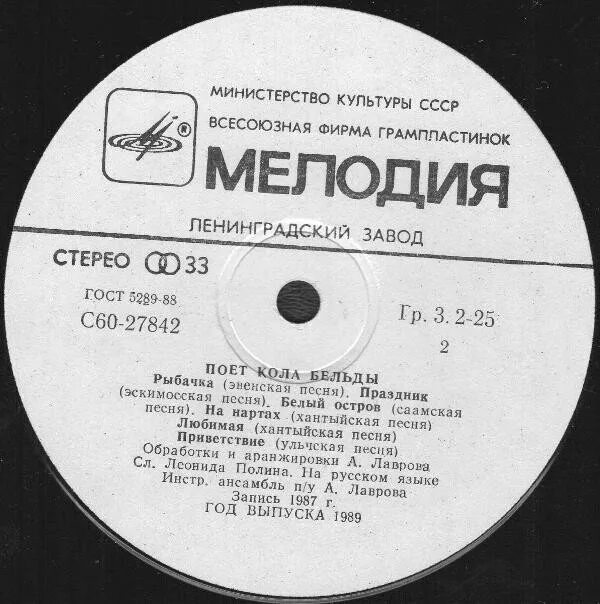 МИНИСТЕРСТВО КУЛЬТУРЫ СССР
ВСЕСОЮЗНАЯ ФИРМА ГРАМПЛАСТИНОК
®
МЕЛОДИЯ
ЛЕНИНГРАДСКИЙ ЗАВОД
СТЕРЕО 33
ГОСТ 5289-88
С60-27842
Гр. 3. 2-25
2
ПОЕТ КОЛА БЕЛЬДЫ
Рыбачка (эвенская песня). Праздник
(эскимосская песня). Белый остров (саамская
песня). На нартах (хантыйская песня)
Любимая (хантыйская песня)
Приветствие (ульчская песня)
Обработки и аранжировки А. Лаврова
Сл. Леонида Полина. На русском языке
Инстр. ансамбль п/у А. Лаврова
Запись 1987 г.
ГОД ВЫПУСКА 1989